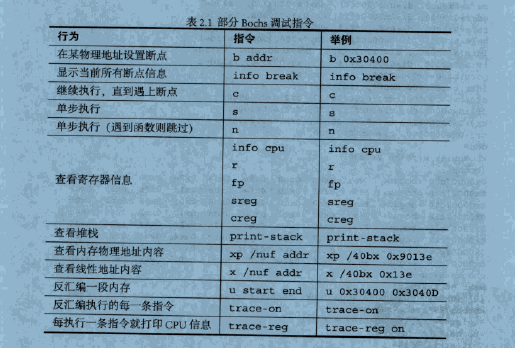 表 2.1 部分 Bochs 调试指令
行为 指令 举例
在某物理地址设置断点 b addr b 0x30400
显示当前所有断点信息 info break info break
继续执行，直到遇上断点 c c
单步执行 s s
单步执行（遇到函数则跳过） n n
查看寄存器信息 info cpu info cpu
r r
fp fp
sreg sreg
creg creg
查看堆栈 print-stack print-stack
查看内存物理地址内容 xp /nuf addr xp /40bx 0x9013e
查看线性地址内容 x /nuf addr x /40bx 0x13e
反汇编一段内存 u start end u 0x30400 0x3040D
反汇编执行的每一条指令 trace-on trace-on
每执行一条指令就打印 CPU 信息 trace-reg trace-reg on